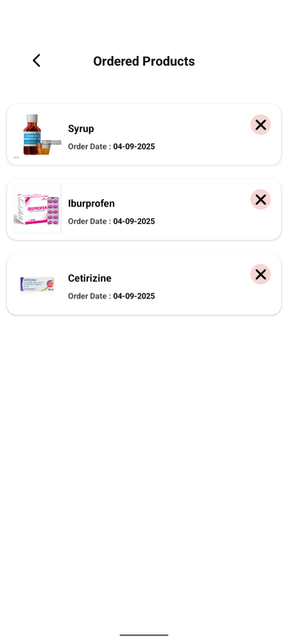 Ordered Products
Syrup
Order Date : 04-09-2025
Iburprofen
Order Date : 04-09-2025
IBUPROFEN
Cetirizine
Order Date : 04-09-2025